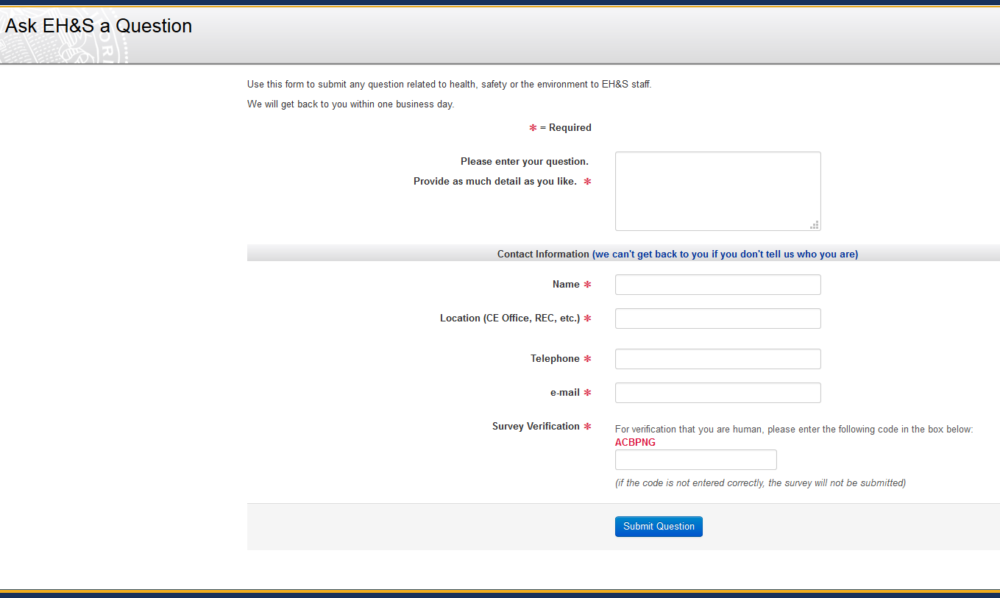 Ask EH&S a Question
Use this form to submit any question related to health, safety or the environment to EH&S staff.
We will get back to you within one business day.
* = Required
Please enter your question.
Provide as much detail as you like. *
Contact Information (we can't get back to you if you don't tell us who you are)
Name *
Location (CE Office, REC, etc.) *
Telephone *
e-mail *
Survey Verification *
For verification that you are human, please enter the following code in the box below:
ACBPNG
(if the code is not entered correctly, the survey will not be submitted)
Submit Question